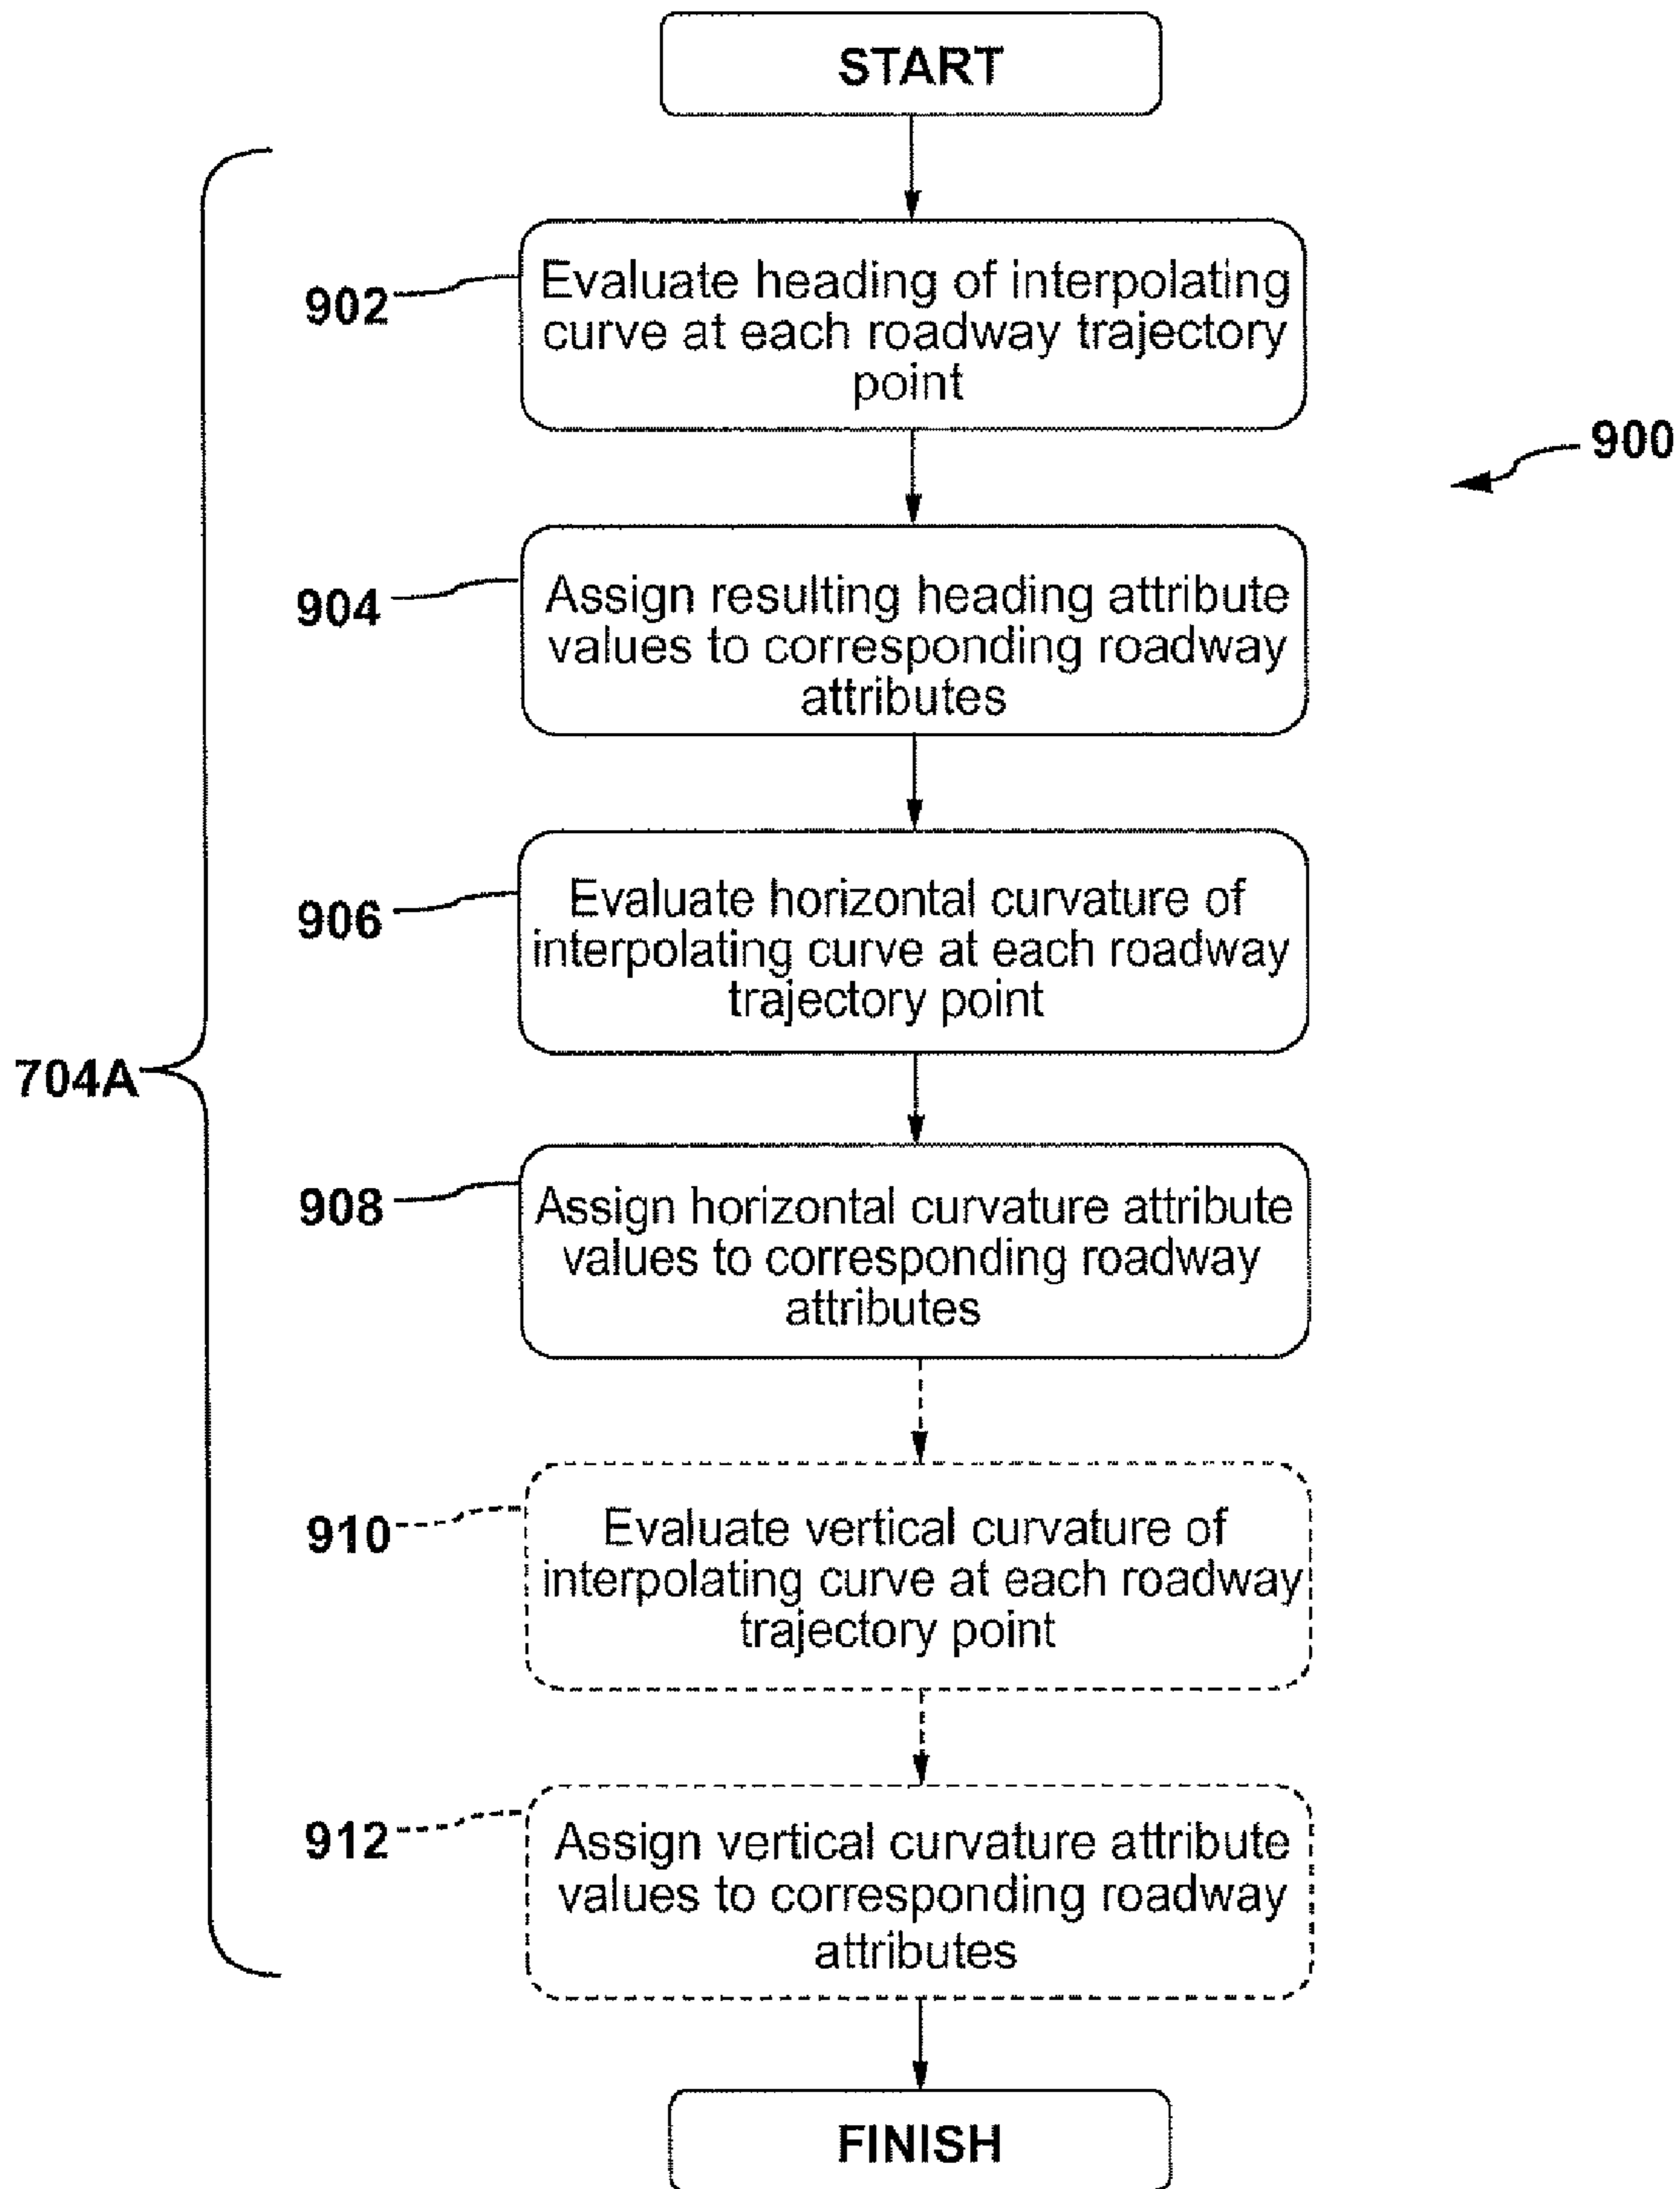 START
902
Evaluate heading of interpolating
curve at each roadway trajectory
point
900
904
Assign resulting heading attribute
values to corresponding roadway
attributes
906
Evaluate horizontal curvature of
interpolating curve at each roadway
trajectory point
704A
908
Assign horizontal curvature attribute
values to corresponding roadway
attributes
910
Evaluate vertical curvature of
interpolating curve at each roadway
trajectory point
912
Assign vertical curvature attribute
values to corresponding roadway
attributes
FINISH